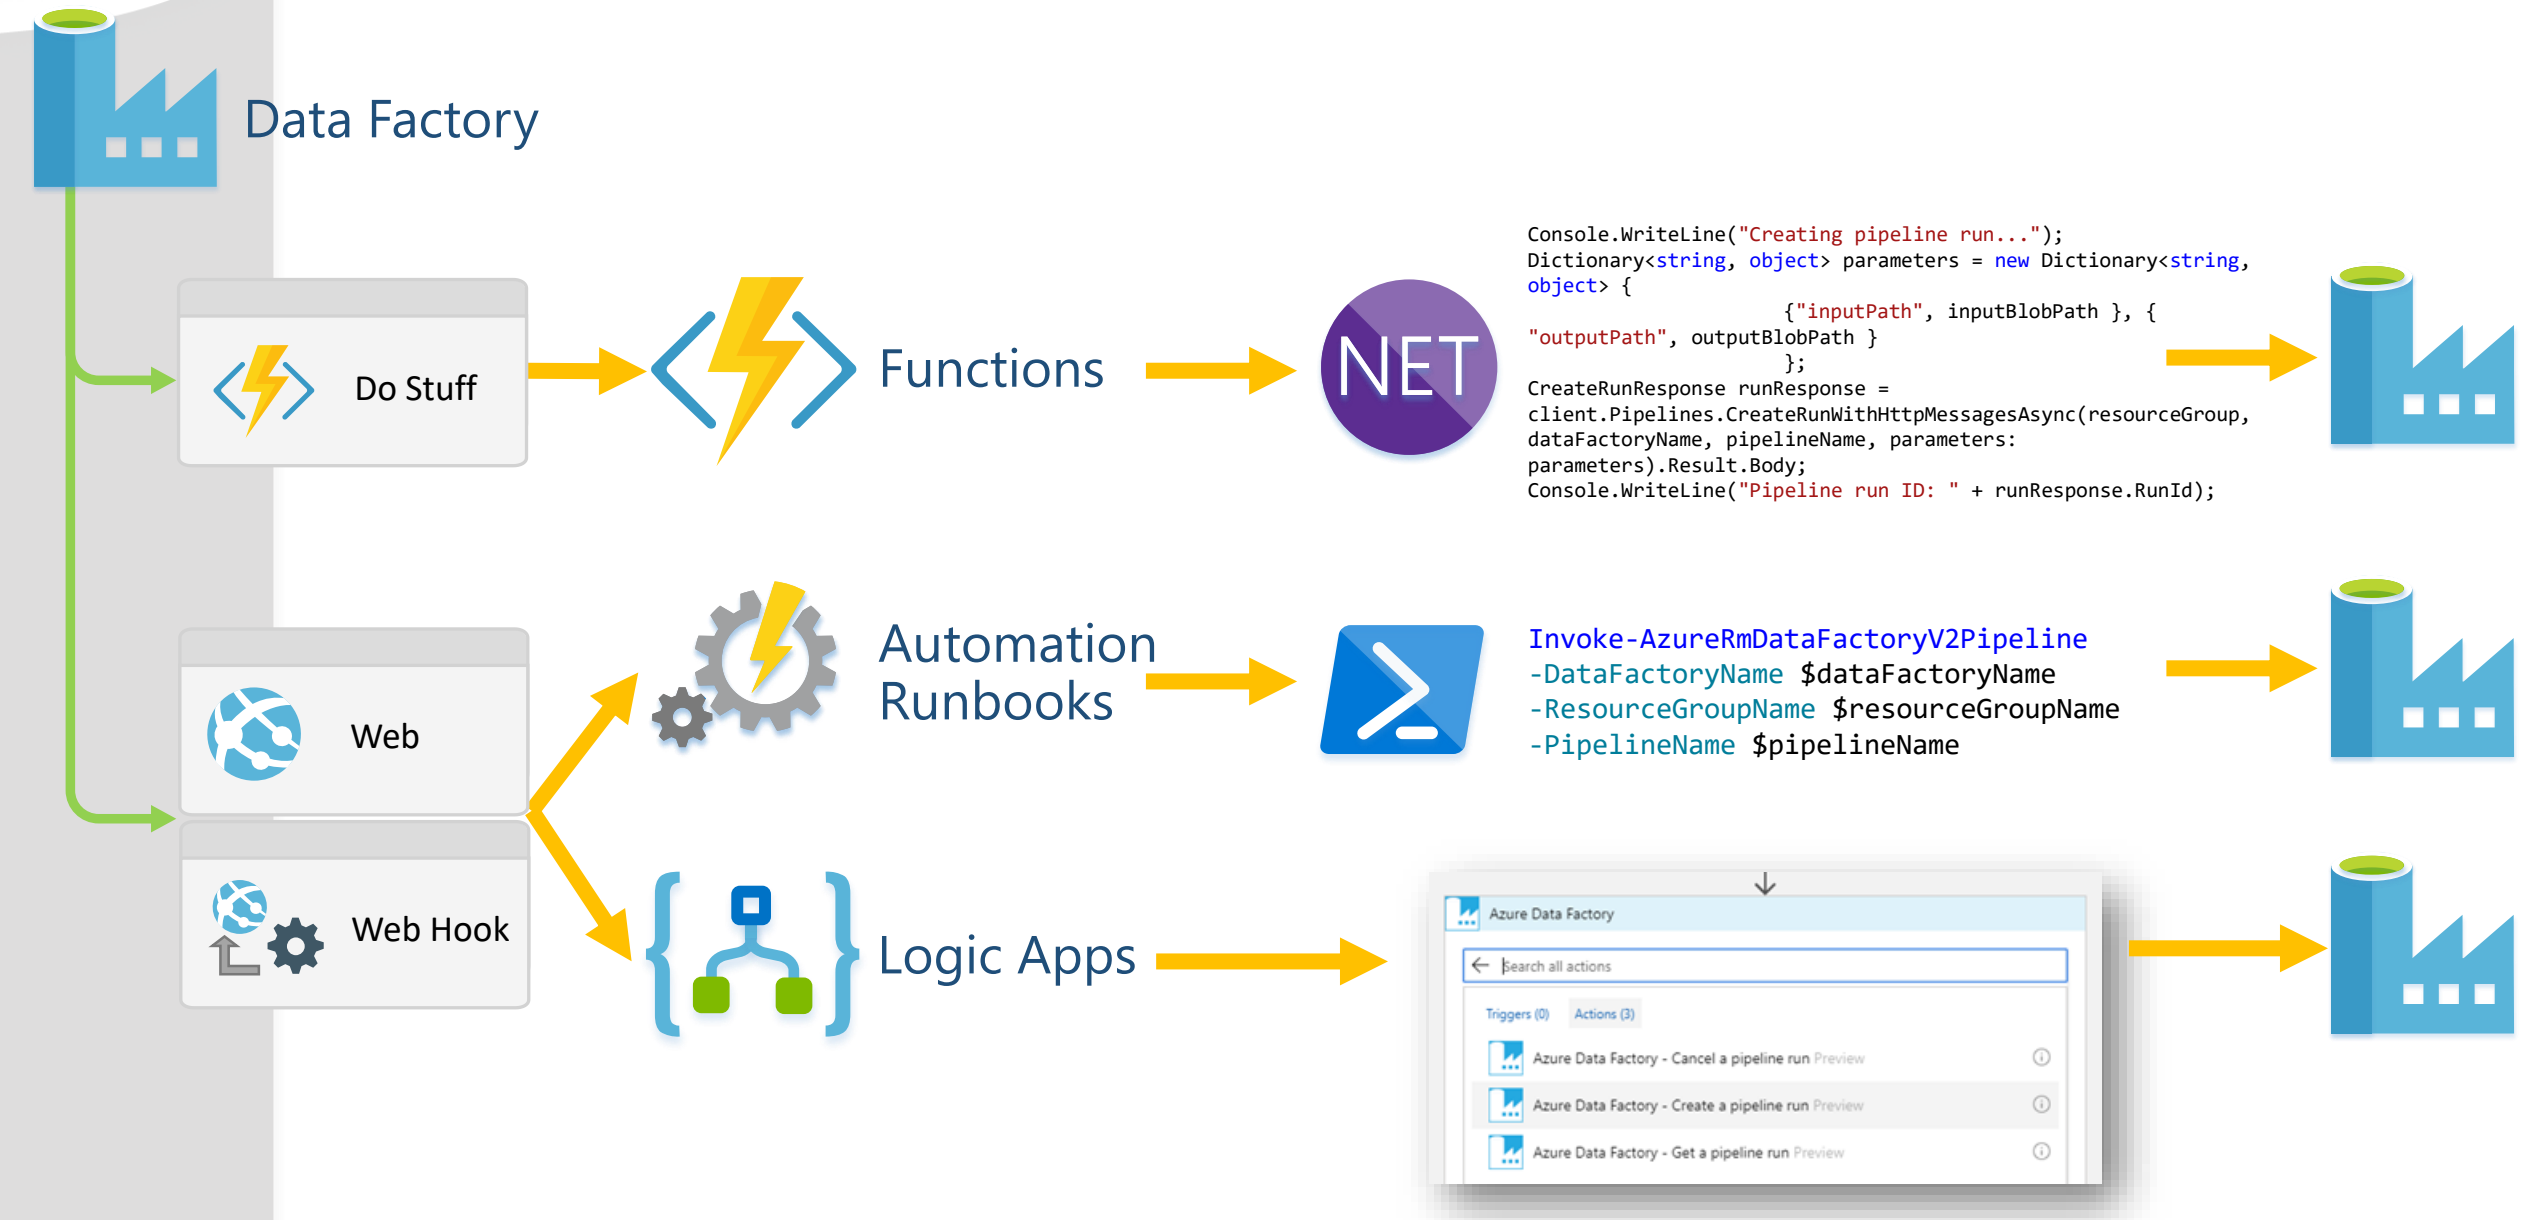 Data Factory
Do Stuff
Functions
NET
Console.WriteLine("Creating pipeline run...");
Dictionary<string, object> parameters = new Dictionary<string,
object> {
{"inputPath", inputBlobPath }, {
"outputPath", outputBlobPath }
};
CreateRunResponse runResponse =
client.Pipelines.CreateRunWithHttpMessagesAsync(resourceGroup,
dataFactoryName, pipelineName, parameters:
parameters).Result.Body;
Console.WriteLine("Pipeline run ID: " + runResponse.RunId);
Web
Automation
Runbooks
Invoke-AzureRmDataFactoryV2Pipeline
-DataFactoryName $dataFactoryName
-ResourceGroupName $resourceGroupName
-PipelineName $pipelineName
Web Hook
Logic Apps
Azure Data Factory
Search all actions
Triggers (0) Actions (3)
Azure Data Factory - Cancel a pipeline run Preview
Azure Data Factory - Create a pipeline run Preview
Azure Data Factory - Get a pipeline run Preview